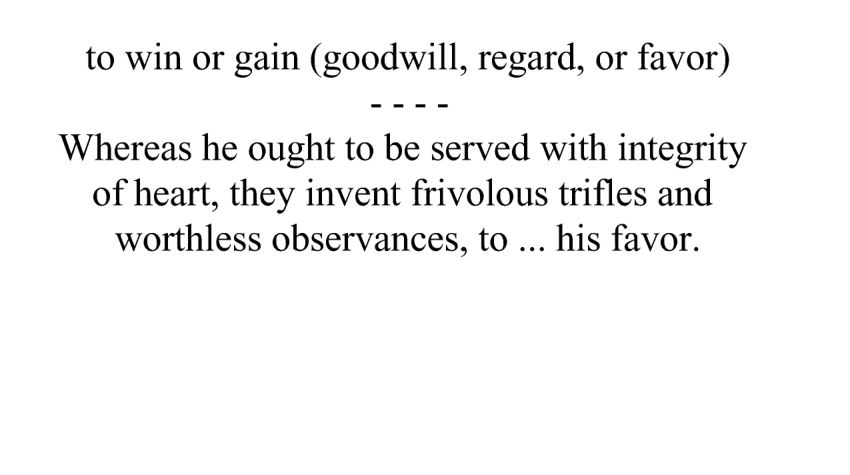 to win or gain (goodwill, regard, or favor)
- - - -
Whereas he ought to be served with integrity
of heart, they invent frivolous trifles and
worthless observances, to ... his favor.